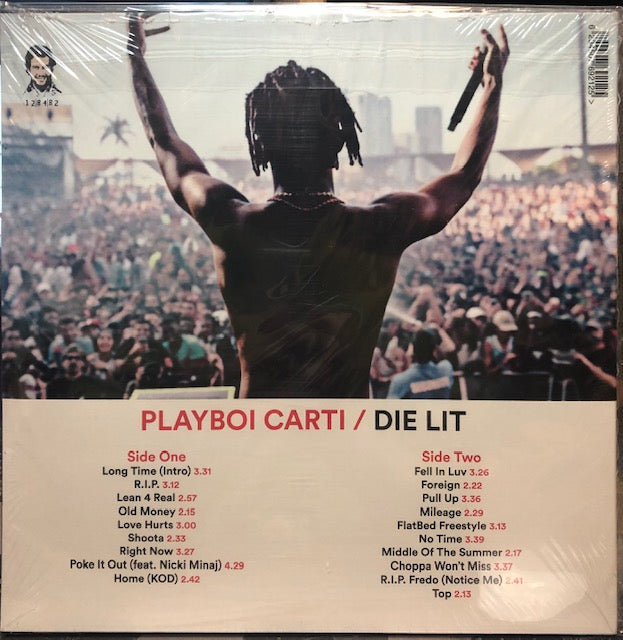 128482
PLAYBOI CARTI / DIE LIT
Side One
Long Time (Intro) 3.31
R.I.P. 3.12
Lean 4 Real 2.57
Old Money 2.15
Love Hurts 3.00
Shoota 2.33
Right Now 3.27
Poke It Out (feat. Nicki Minaj) 4.29
Home (KOD) 2.42
Side Two
Fell In Luv 3.26
Foreign 2.22
Pull Up 3.36
Mileage 2.29
FlatBed Freestyle 3.13
No Time 3.39
Middle Of The Summer 2.17
Choppa Won't Miss 3.37
R.I.P. Fredo (Notice Me) 2.41
Top 2.13